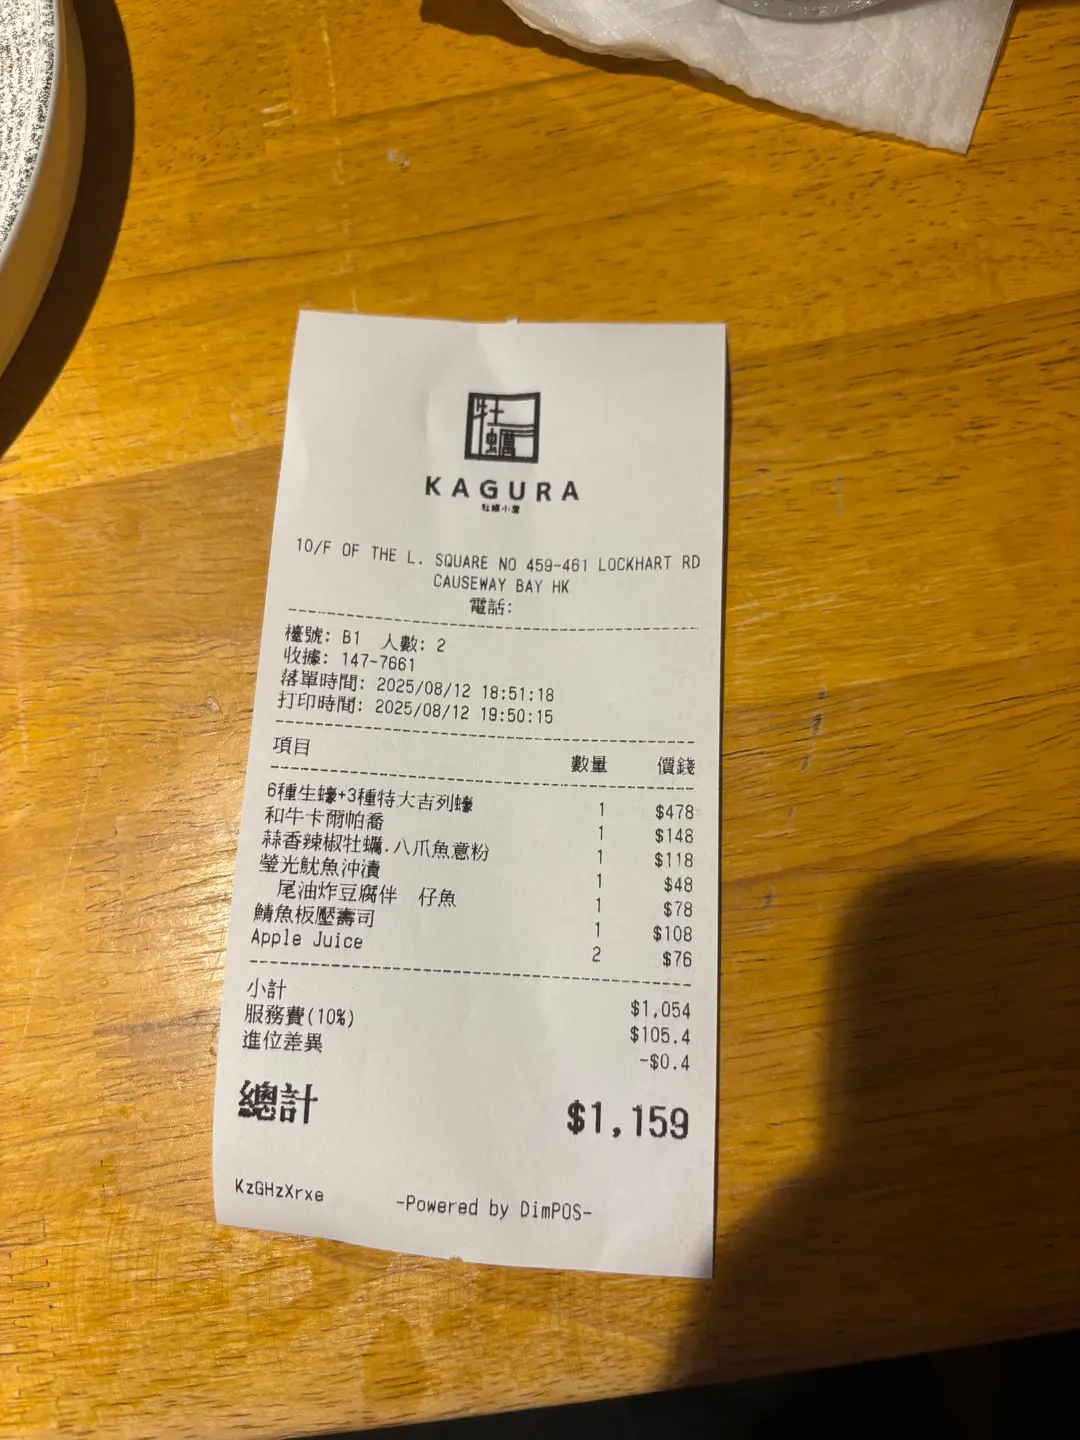 牡蠣
KAGURA
牡蠣小屋
10/F OF THE L. SQUARE NO 459-461 LOCKHART RD
CAUSEWAY BAY HK
電話:
檯號: B1 人數: 2
收據: 147-7661
落單時間: 2025/08/12 18:51:18
打印時間: 2025/08/12 19:50:15
項目 數量 價錢
6種生蠔+3種特大吉列蠔 1 $478
和牛卡爾帕喬 1 $148
蒜香辣椒牡蠣.八爪魚意粉 1 $118
螢光魷魚沖漬 1 $48
尾油炸豆腐伴 仔魚 1 $78
鯖魚板壓壽司 1 $108
Apple Juice 2 $76
小計 $1,054
服務費(10%) $105.4
進位差異 -$0.4
總計 $1,159
KzGHzXrxe -Powered by DimPOS-